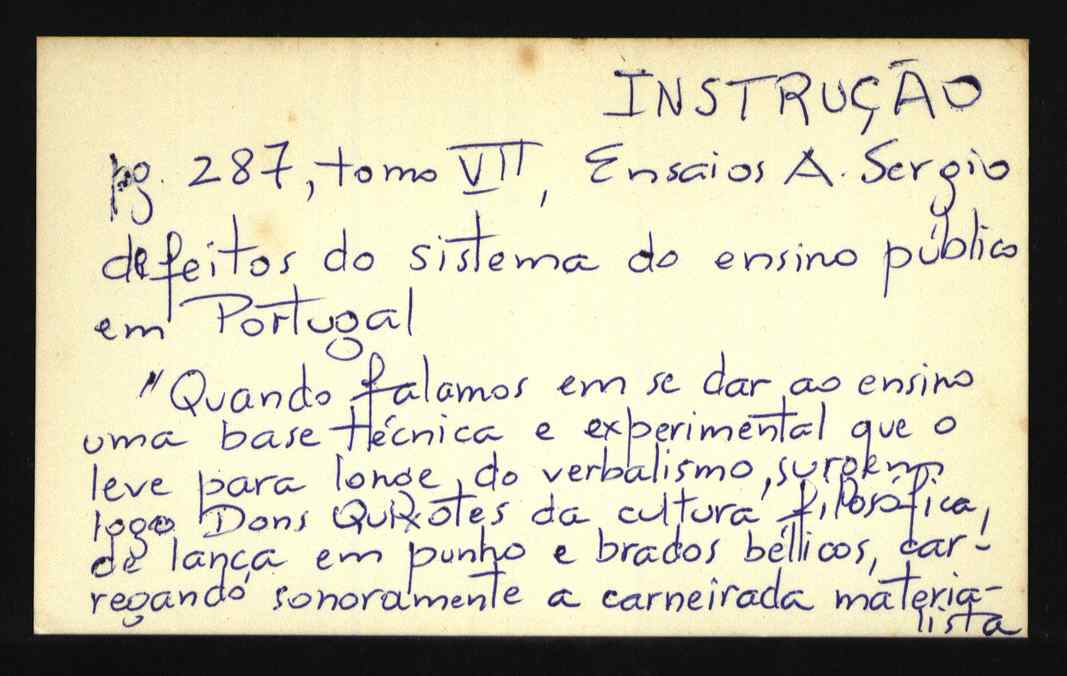 INSTRUÇÃO
pg. 287, tomo VII, Ensaios A. Sergio
defeitos do sistema do ensino público
em Portugal
"Quando falamos em se dar ao ensino
uma base técnica e experimental que o
leve para longe do verbalismo, surgem
logo Dons Quixotes da cultura filosófica,
de lança em punho e brados béllicos, car-
regando sonoramente a carneirada materia-
lista